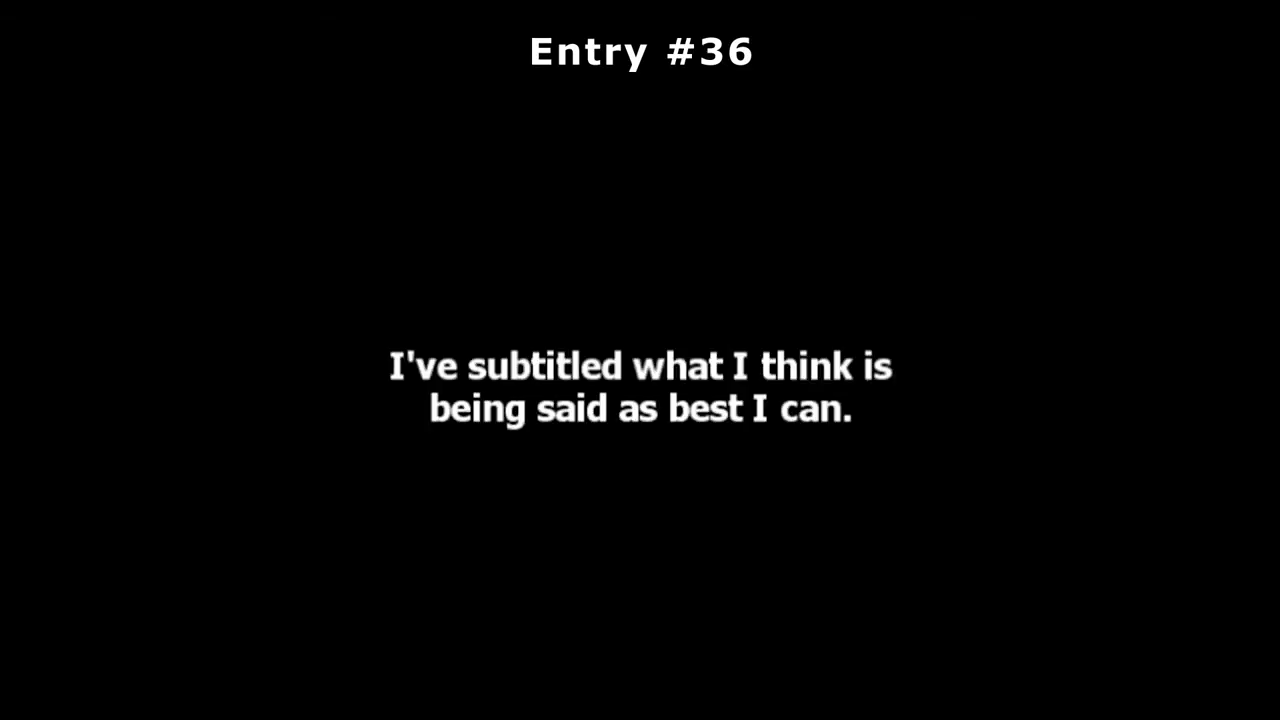 Entry #36
I've subtitled what I think is
being said as best I can.